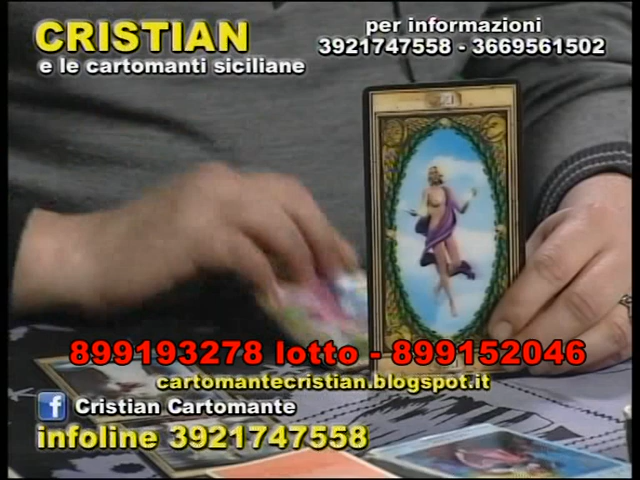 CRISTIAN
e le cartomanti siciliane
per informazioni
3921747558 - 3669561502
899193278 lotto - 899152046
cartomantecristian.blogspot.it
f Cristian Cartomante
infoline 3921747558